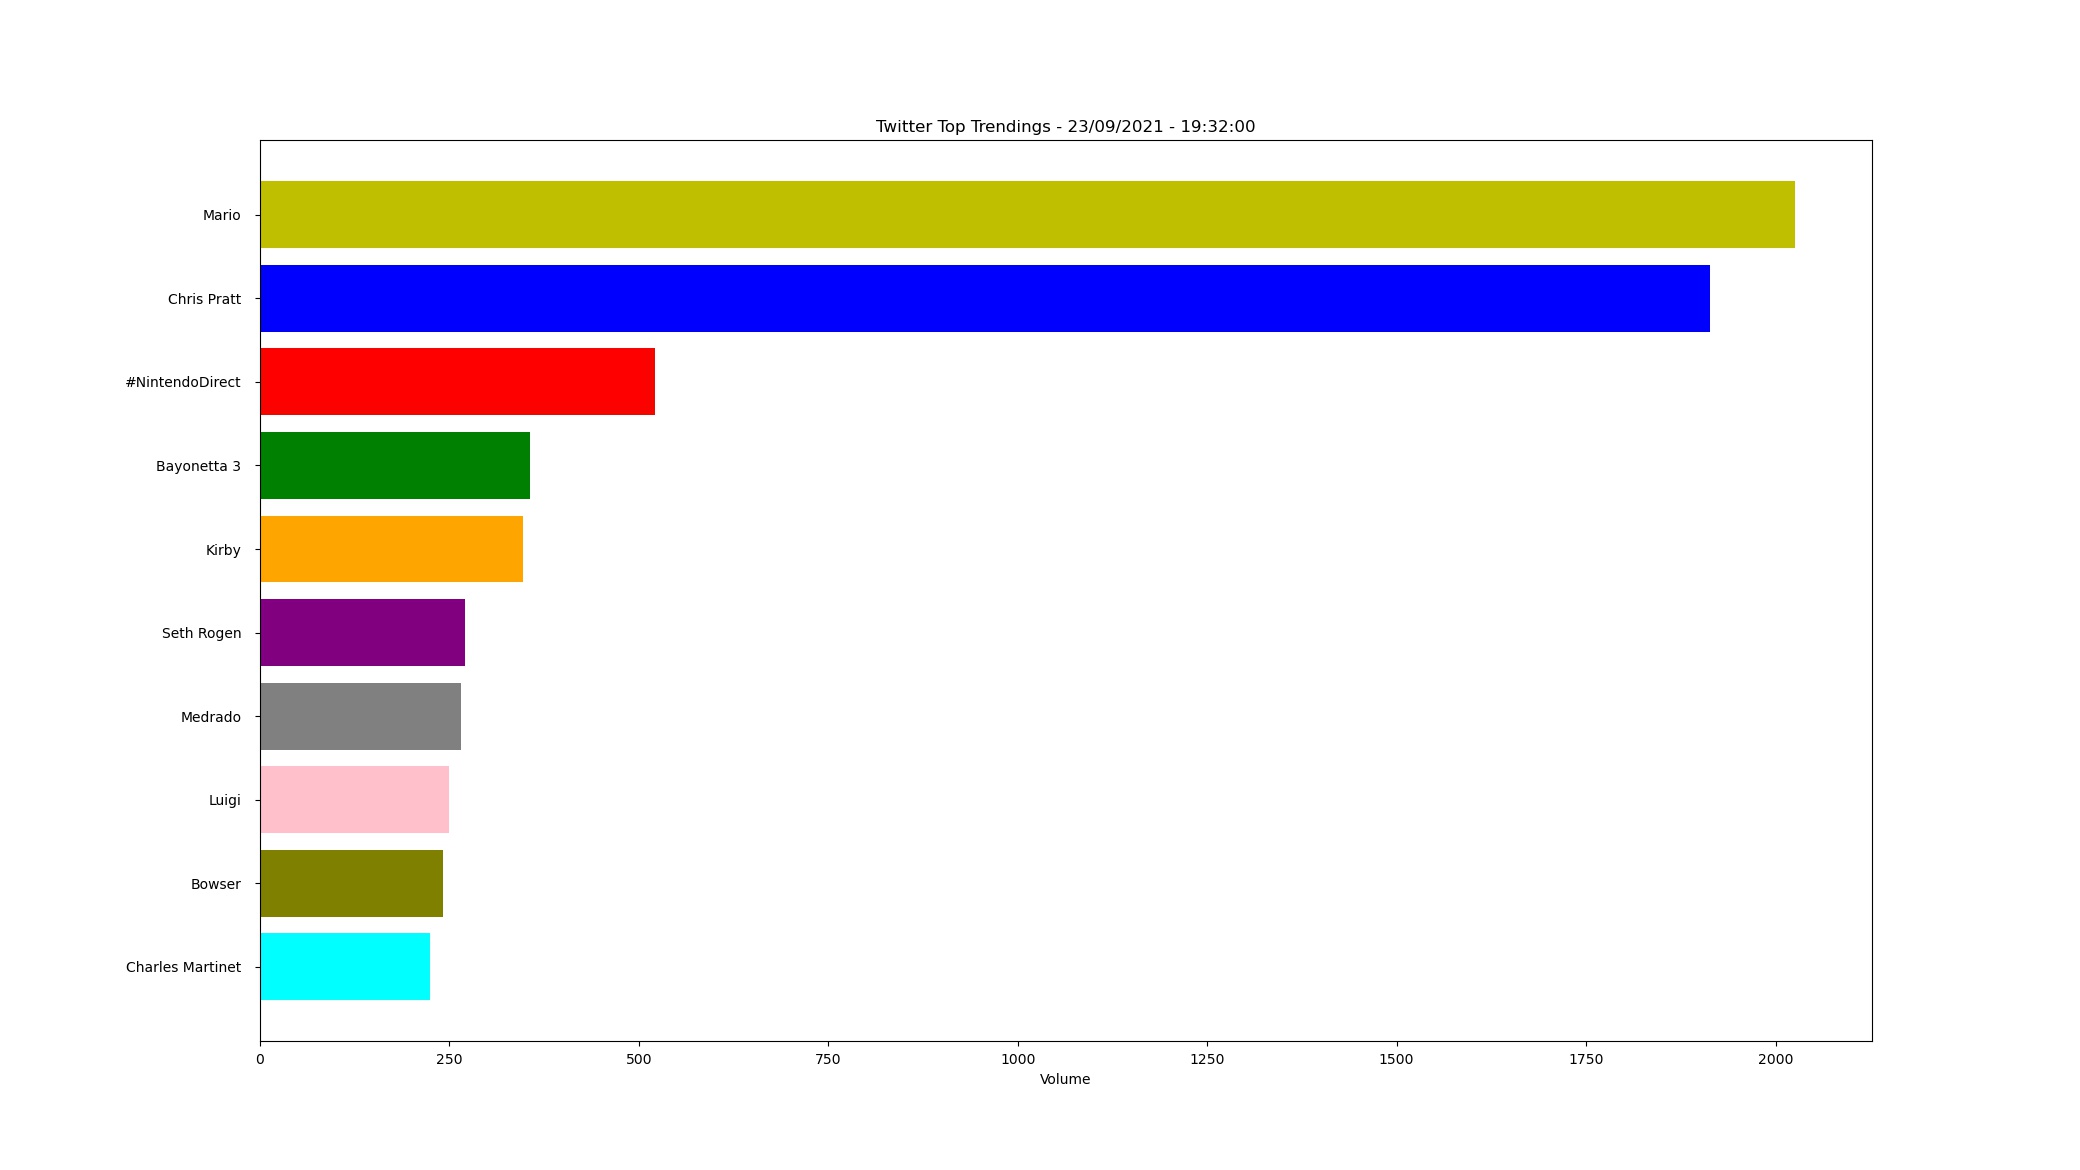 Twitter Top Trendings - 23/09/2021 - 19:32:00
Mario
Chris Pratt
#NintendoDirect
Bayonetta 3
Kirby
Seth Rogen
Medrado
Luigi
Bowser
Charles Martinet
0 250 500 750 1000 1250 1500 1750 2000
Volume